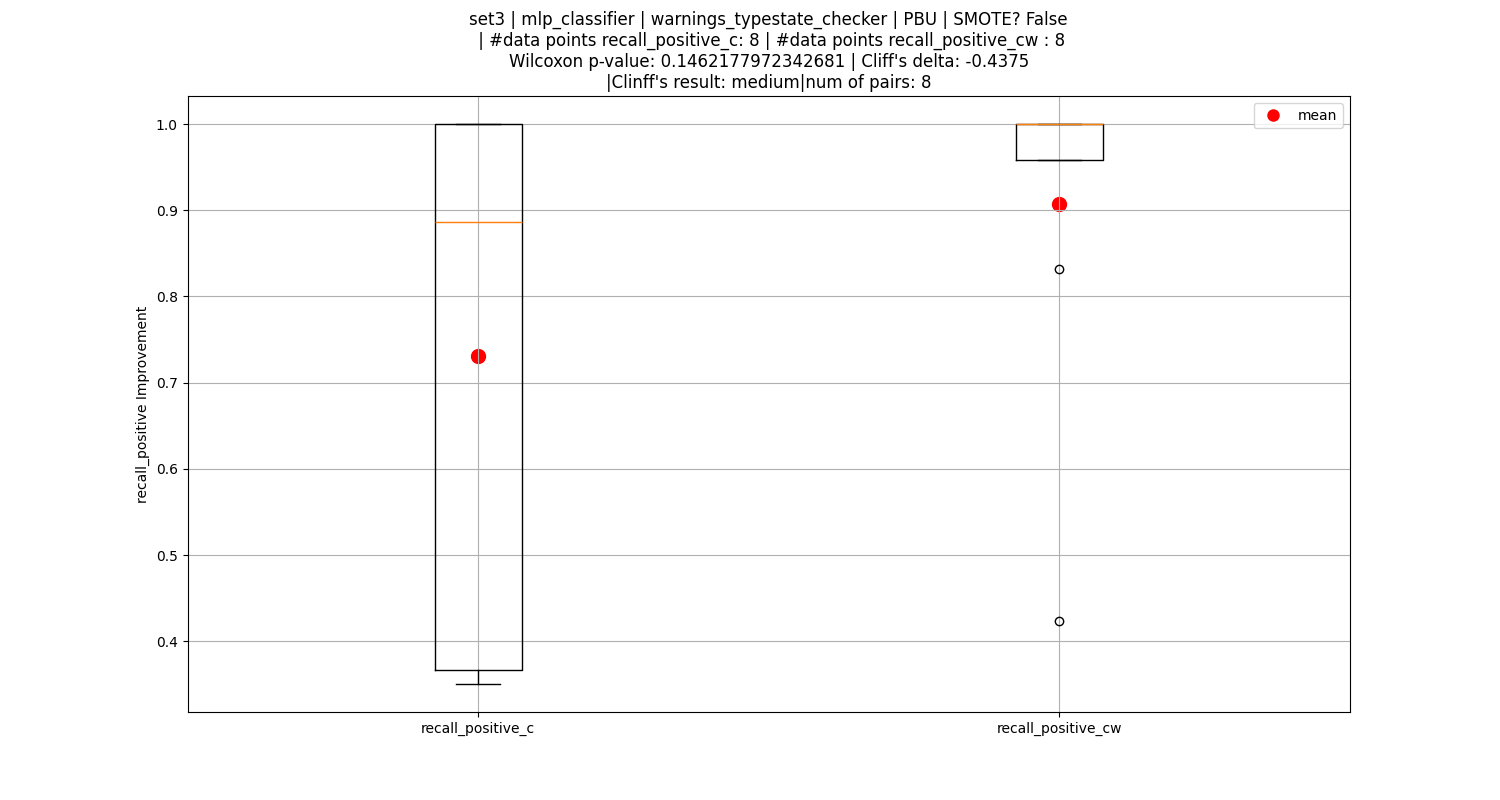 set3 | mlp_classifier | warnings_typestate_checker | PBU | SMOTE? False
| #data points recall_positive_c: 8 | #data points recall_positive_cw : 8
Wilcoxon p-value: 0.1462177972342681 | Cliff's delta: -0.4375
|Clinff's result: medium|num of pairs: 8
mean
1.0
0.9
0.8
0.7
0.6
0.5
0.4
recall_positive Improvement
recall_positive_c
recall_positive_cw